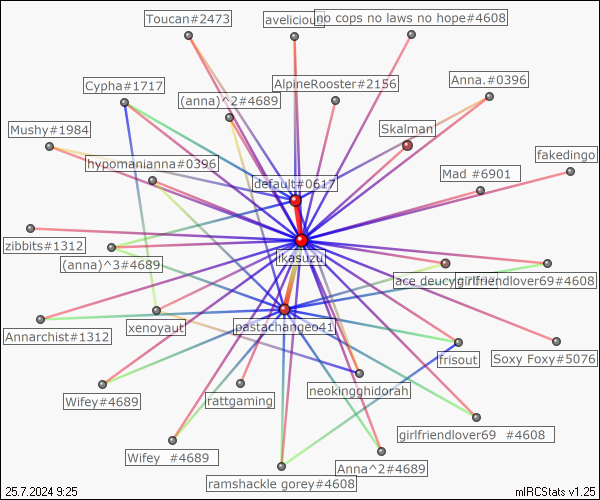 Toucan#2473
avelicioun
no cops no laws no hope#4608
Cypha#1717
(anna)^2#4689
AlpineRooster#2156
Anna.#0396
Mushy#1984
Skalman
hypomanianna#0396
fakedingo
default#0617
Mad #6901
zibbits#1312
ikasuzu
(anna)^3#4689
ace deucy
girlfriendlover69#4608
Annarchist#1312
xenoyaut
pastachangeo41
frisout
Soxy Foxy#5076
Wifey#4689
rattgaming
neokingghidorah
girlfriendlover69 #4608
Wifey #4689
Anna^2#4689
ramshackle gorey#4608
25.7.2024 9:25
mIRCStats v1.25